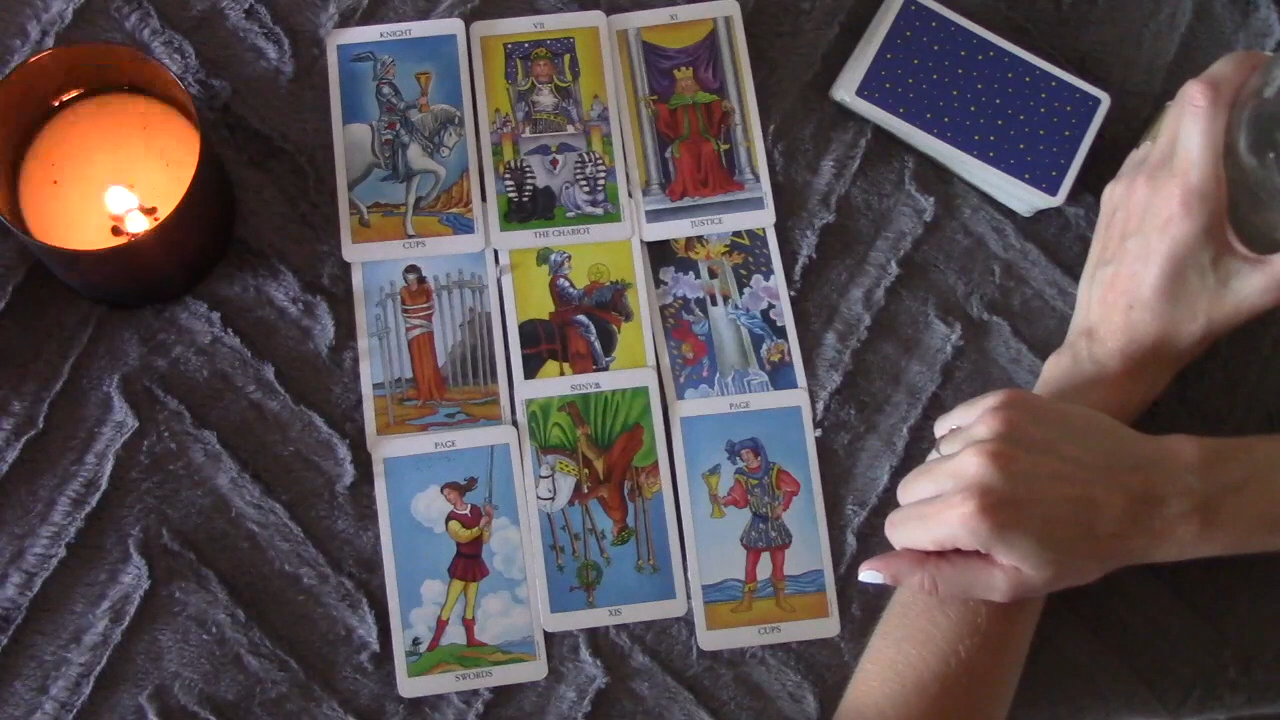 KNIGHT
CUPS
VII
THE CHARIOT
XI
JUSTICE
PAGE
SWORDS
WANDS
SIX
PAGE
CUPS